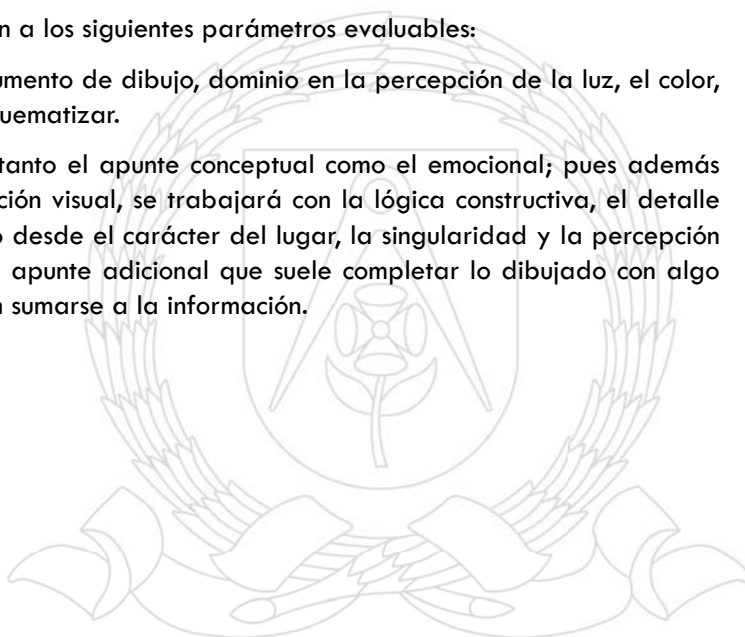 n a los siguientes parámetros evaluables:
umento de dibujo, dominio en la percepción de la luz, el color,
uematizar.
tanto el apunte conceptual como el emocional; pues además
ción visual, se trabajará con la lógica constructiva, el detalle
o desde el carácter del lugar, la singularidad y la percepción
apunte adicional que suele completar lo dibujado con algo
n sumarse a la información.